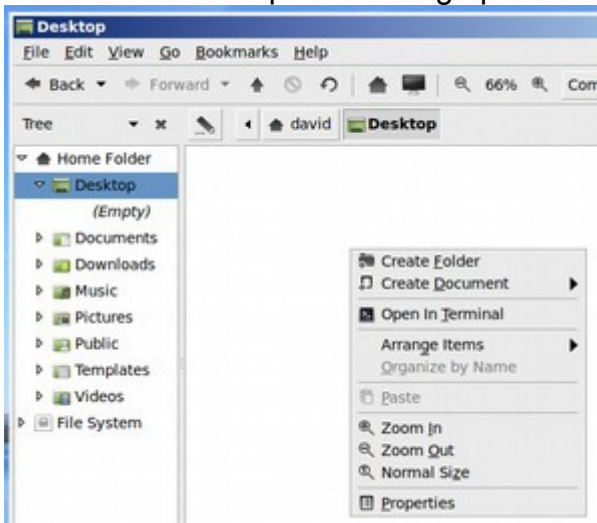 Desktop
File Edit View Go Bookmarks Help
Back Forward 66% Com
Tree david Desktop
Home Folder
Desktop
(Empty)
Documents
Downloads
Music
Pictures
Public
Templates
Videos
File System
Create Folder
Create Document
Open In Terminal
Arrange Items
Organize by Name
Paste
Zoom In
Zoom Out
Normal Size
Properties